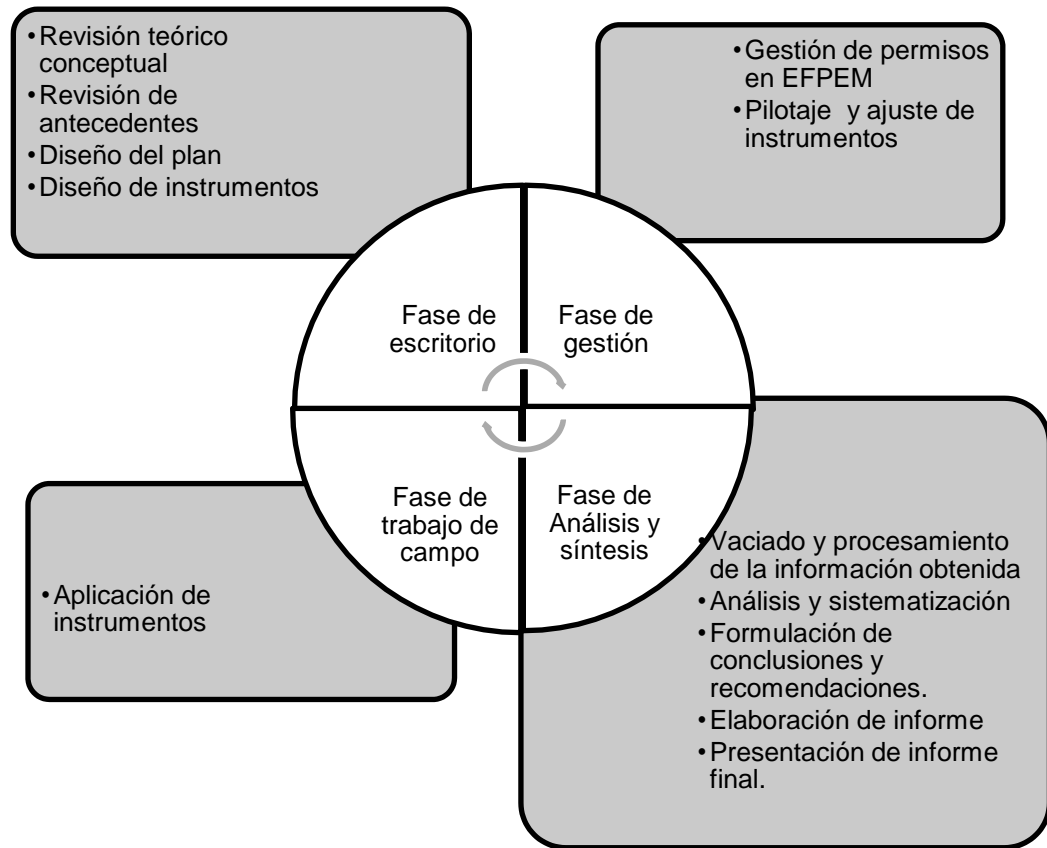 •Revisión teórico
conceptual
•Revisión de
antecedentes
•Diseño del plan
•Diseño de instrumentos
•Gestión de permisos
en EFPEM
•Pilotaje y ajuste de
instrumentos
Fase de
escritorio
Fase de
gestión
Fase de
trabajo de
campo
Fase de
Análisis y
síntesis
•Aplicación de
instrumentos
•Vaciado y procesamiento
de la información obtenida
•Análisis y sistematización
•Formulación de
conclusiones y
recomendaciones.
•Elaboración de informe
•Presentación de informe
final.